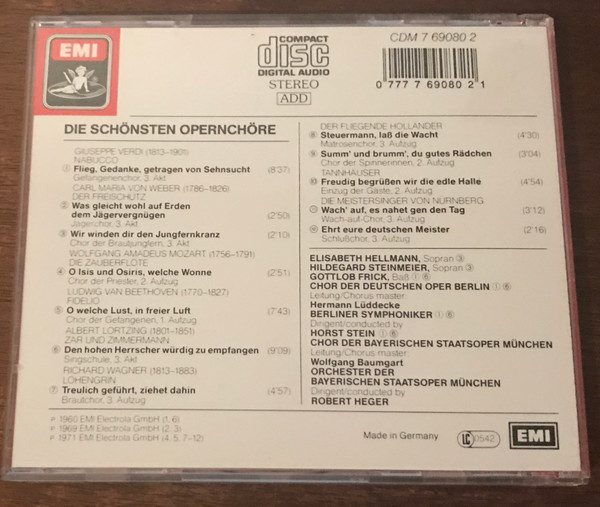 EMI
COMPACT
disc
DIGITAL AUDIO
STEREO
ADD
CDM 7 69080 2
0 777 7 69080 2 1
DIE SCHÖNSTEN OPERNCHÖRE
GIUSEPPE VERDI (1813-1901)
NABUCCO
① Flieg, Gedanke, getragen von Sehnsucht (8'37)
Gefangenenchor, 3. Akt
CARL MARIA VON WEBER (1786-1826)
DER FREISCHÜTZ
② Was gleicht wohl auf Erden
dem Jägervergnügen (2'50)
Jägerchor, 3. Akt
③ Wir winden dir den Jungfernkranz (2'10)
Chor der Brautjungfern, 3. Akt
WOLFGANG AMADEUS MOZART (1756-1791)
DIE ZAUBERFLÖTE
④ O Isis und Osiris, welche Wonne (2'51)
Chor der Priester, 2. Aufzug
LUDWIG VAN BEETHOVEN (1770-1827)
FIDELIO
⑤ O welche Lust, in freier Luft (7'43)
Chor der Gefangenen, 1. Aufzug
ALBERT LORTZING (1801-1851)
ZAR UND ZIMMERMANN
⑥ Den hohen Herrscher würdig zu empfangen (9'09)
Singschule, 3. Akt
RICHARD WAGNER (1813-1883)
LOHENGRIN
⑦ Treulich geführt, ziehet dahin (4'57)
Brautchor, 3. Aufzug
℗ 1960 EMI Electrola GmbH (1, 6)
℗ 1969 EMI Electrola GmbH (2, 3)
℗ 1971 EMI Electrola GmbH (4, 5, 7-12)
DER FLIEGENDE HOLLÄNDER
⑧ Steuermann, laß die Wacht (4'30)
Matrosenchor, 3. Aufzug
⑨ Summ' und brumm', du gutes Rädchen (3'04)
Chor der Spinnerinnen, 2. Aufzug
TANNHÄUSER
⑩ Freudig begrüßen wir die edle Halle (4'54)
Einzug der Gäste, 2. Aufzug
DIE MEISTERSINGER VON NÜRNBERG
⑪ Wach' auf, es nahet gen den Tag (3'12)
Wach-auf-Chor, 3. Aufzug
⑫ Ehrt eure deutschen Meister (2'16)
Schlußchor, 3. Aufzug
ELISABETH HELLMANN, Sopran ③
HILDEGARD STEINMEIER, Sopran ③
GOTTLOB FRICK, Baß ① ⑥
CHOR DER DEUTSCHEN OPER BERLIN ① ⑥
Leitung/Chorus master:
Hermann Lüddecke
BERLINER SYMPHONIKER ① ⑥
Dirigent/conducted by
HORST STEIN ① ⑥
CHOR DER BAYERISCHEN STAATSOPER MÜNCHEN
Leitung/Chorus master:
Wolfgang Baumgart
ORCHESTER DER
BAYERISCHEN STAATSOPER MÜNCHEN
Dirigent/conducted by
ROBERT HEGER
Made in Germany
LC 0542
EMI